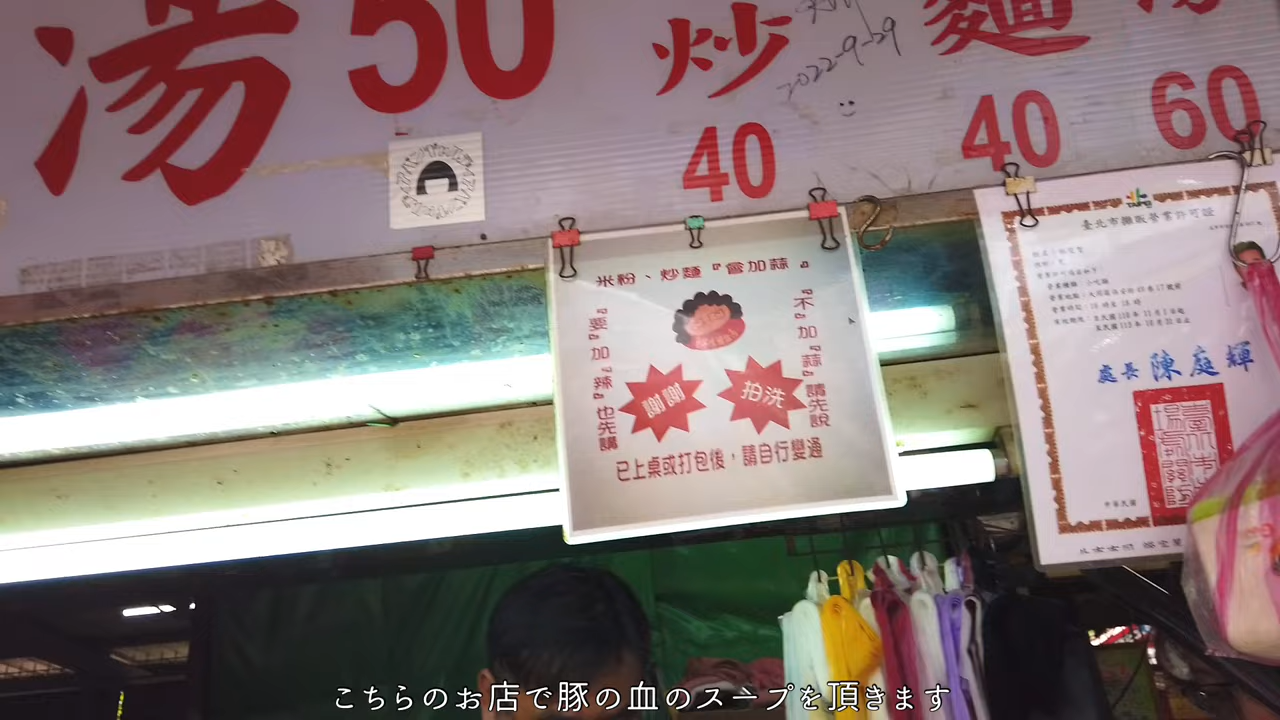 湯 50
炒
40
2022-9-29
麵
40
60
米粉、炒麵『會加蒜』
『不』加『蒜』請先說
『要』加『辣』也先講
謝謝
拍洗
已上桌或打包後,請自行變通
臺北市攤販營業許可證
處長 陳庭輝
中華民國
こちらのお店で豚の血のスープを頂きます